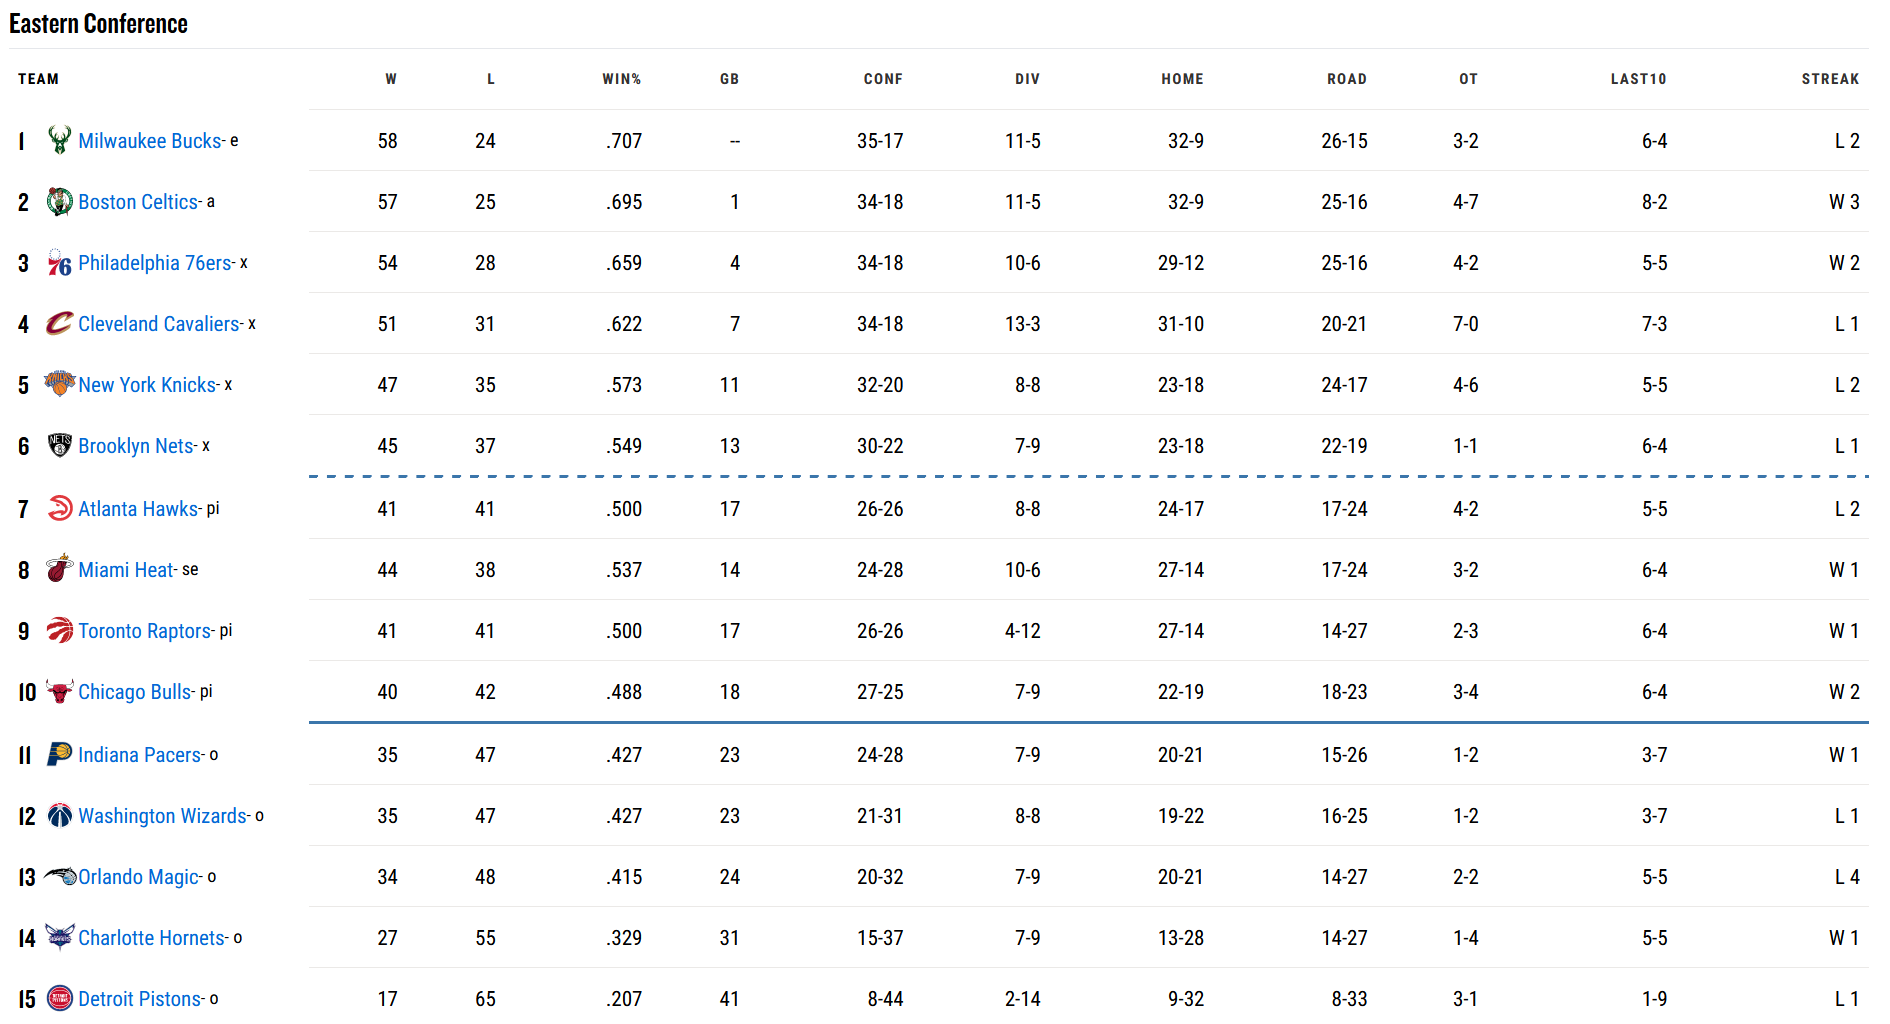 Eastern Conference
TEAM W L WIN% GB CONF DIV HOME ROAD OT LAST10 STREAK
1 Milwaukee Bucks- e 58 24 .707 -- 35-17 11-5 32-9 26-15 3-2 6-4 L 2
2 Boston Celtics- a 57 25 .695 1 34-18 11-5 32-9 25-16 4-7 8-2 W 3
3 Philadelphia 76ers- x 54 28 .659 4 34-18 10-6 29-12 25-16 4-2 5-5 W 2
4 Cleveland Cavaliers- x 51 31 .622 7 34-18 13-3 31-10 20-21 7-0 7-3 L 1
5 New York Knicks- x 47 35 .573 11 32-20 8-8 23-18 24-17 4-6 5-5 L 2
6 Brooklyn Nets- x 45 37 .549 13 30-22 7-9 23-18 22-19 1-1 6-4 L 1
7 Atlanta Hawks- pi 41 41 .500 17 26-26 8-8 24-17 17-24 4-2 5-5 L 2
8 Miami Heat- se 44 38 .537 14 24-28 10-6 27-14 17-24 3-2 6-4 W 1
9 Toronto Raptors- pi 41 41 .500 17 26-26 4-12 27-14 14-27 2-3 6-4 W 1
10 Chicago Bulls- pi 40 42 .488 18 27-25 7-9 22-19 18-23 3-4 6-4 W 2
11 Indiana Pacers- o 35 47 .427 23 24-28 7-9 20-21 15-26 1-2 3-7 W 1
12 Washington Wizards- o 35 47 .427 23 21-31 8-8 19-22 16-25 1-2 3-7 L 1
13 Orlando Magic- o 34 48 .415 24 20-32 7-9 20-21 14-27 2-2 5-5 L 4
14 Charlotte Hornets- o 27 55 .329 31 15-37 7-9 13-28 14-27 1-4 5-5 W 1
15 Detroit Pistons- o 17 65 .207 41 8-44 2-14 9-32 8-33 3-1 1-9 L 1